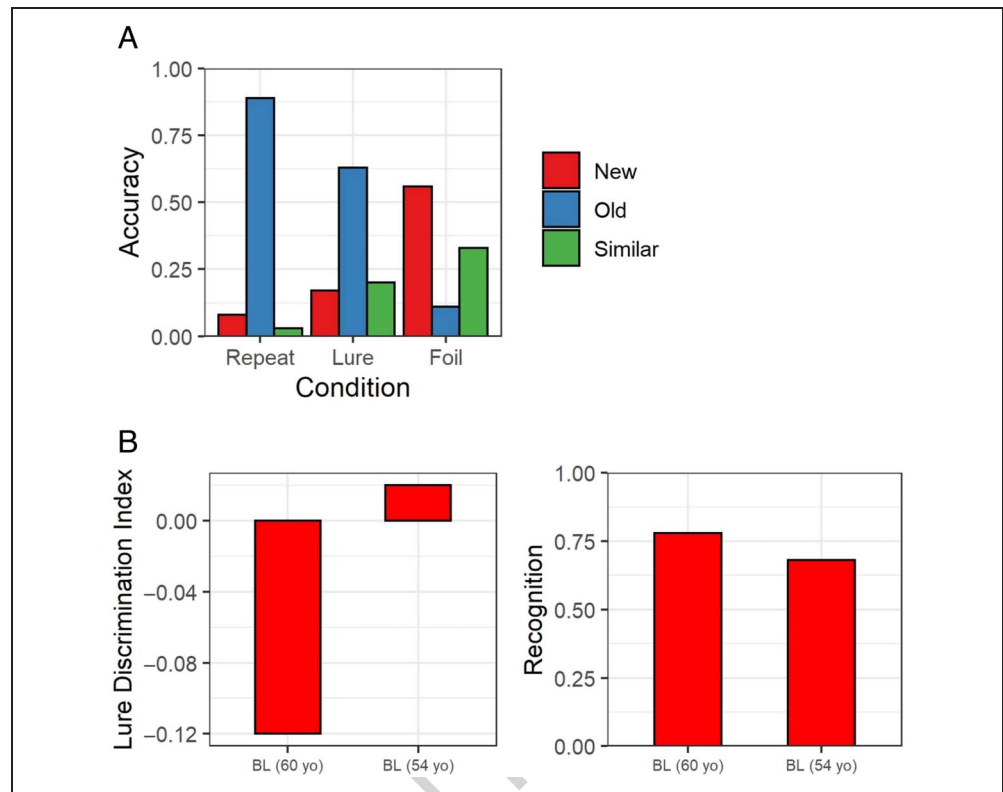 A
Accuracy
1.00
0.75
0.50
0.25
0.00
Repeat Lure Foil
Condition
New
Old
Similar
B
Lure Discrimination Index
0.00
−0.04
−0.08
−0.12
BL (60 yo) BL (54 yo)
Recognition
1.00
0.75
0.50
0.25
0.00
BL (60 yo) BL (54 yo)